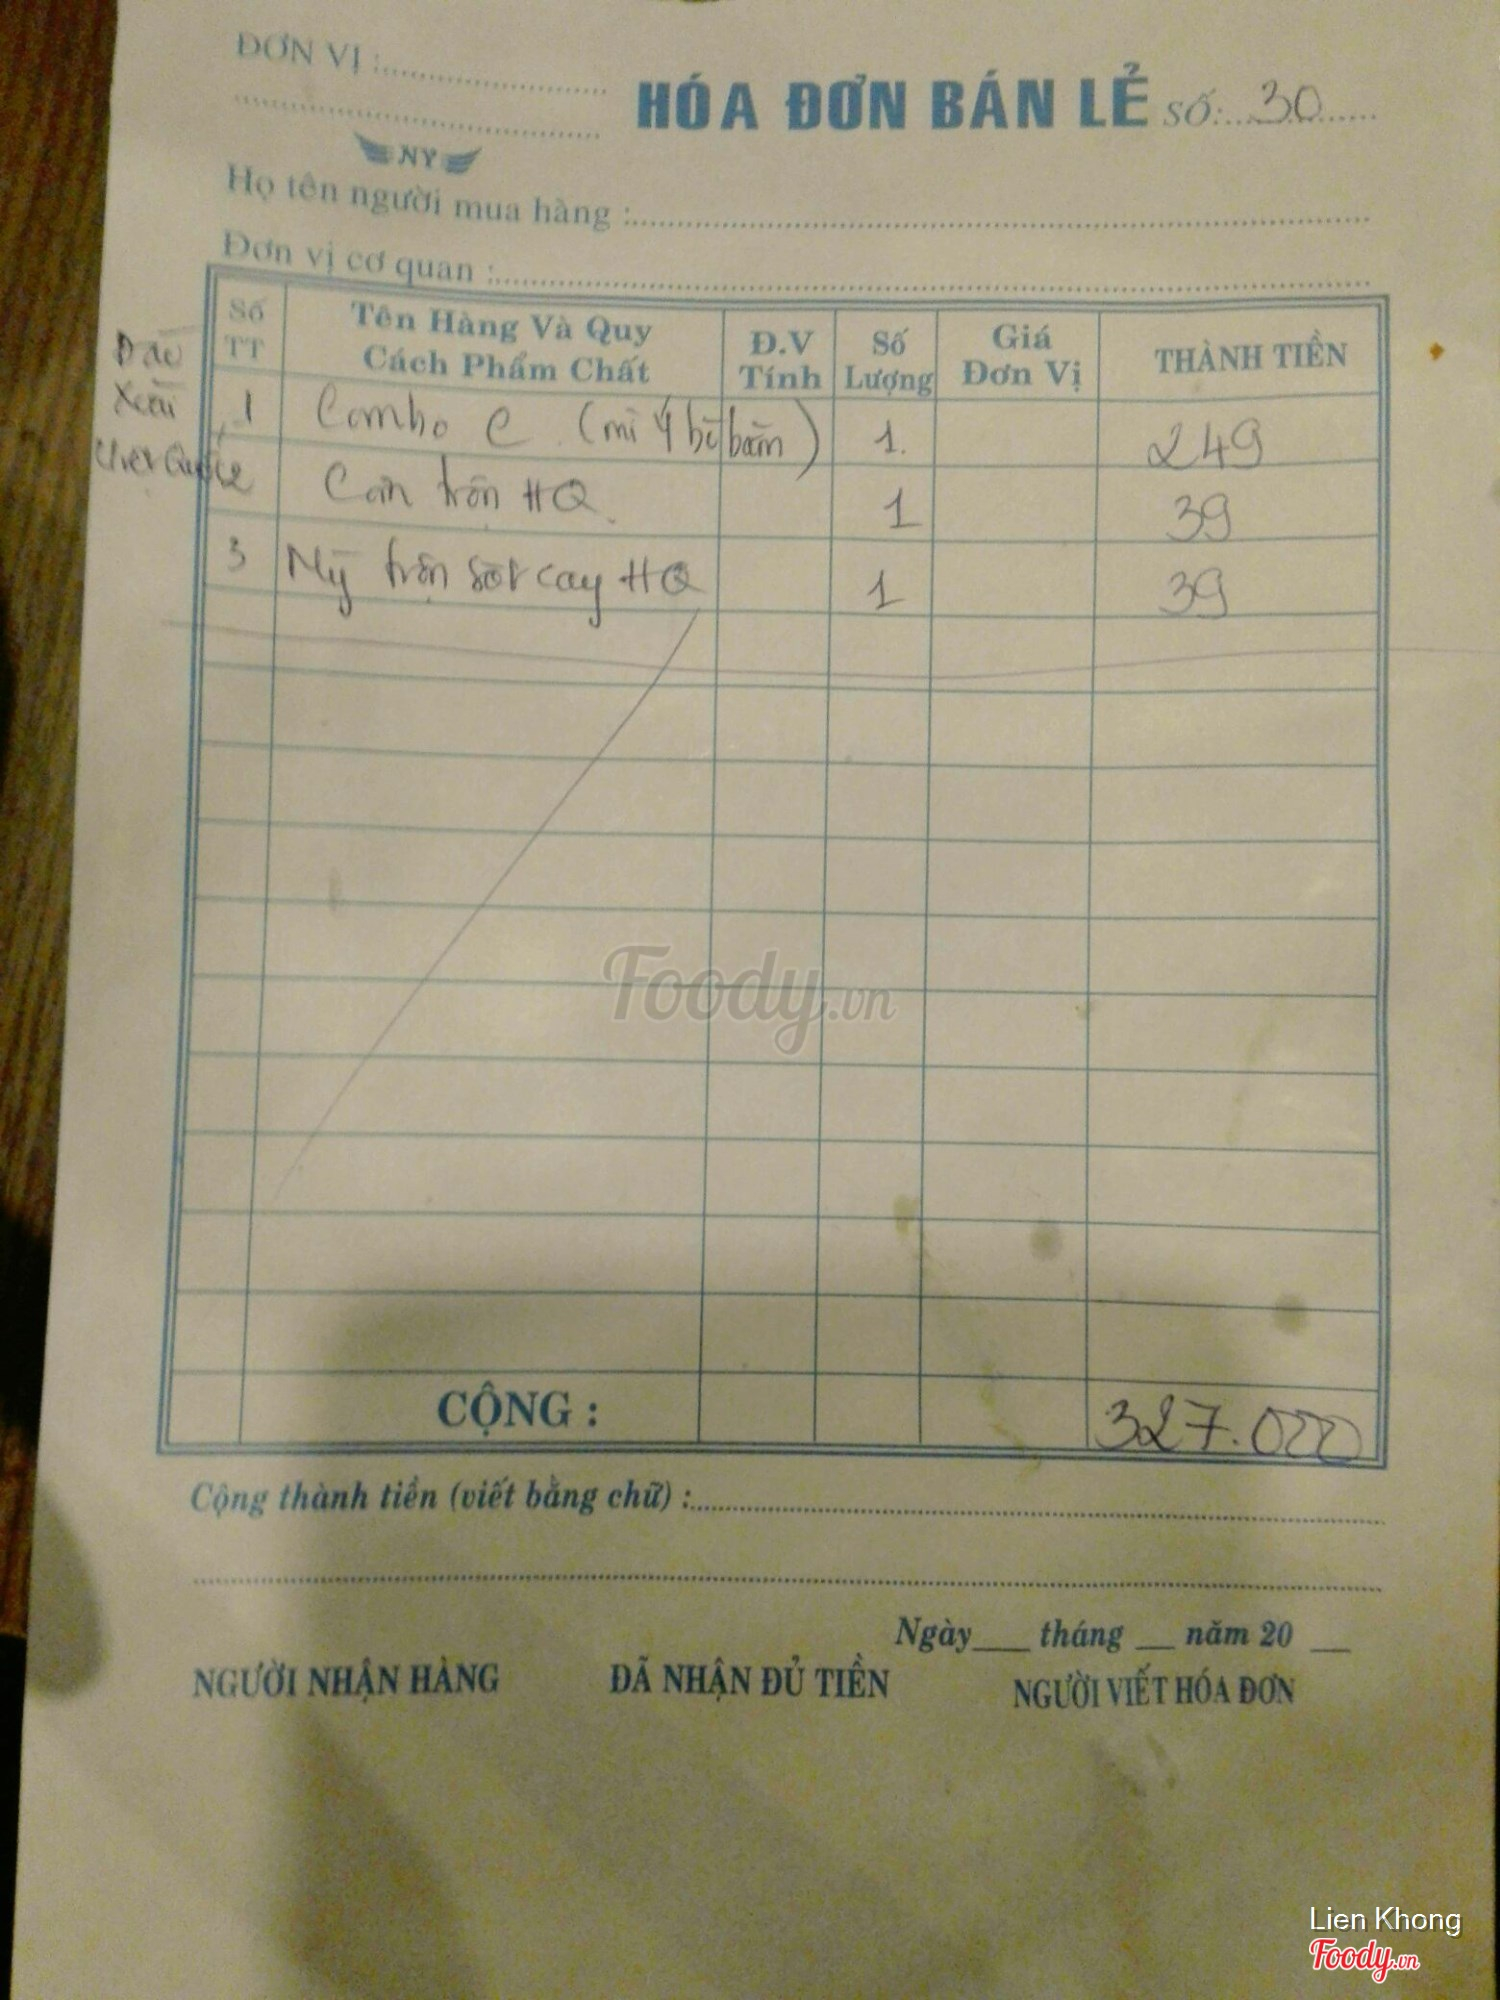 ĐƠN VỊ :
HÓA ĐƠN BÁN LẺ Số: 30
NY
Họ tên người mua hàng :
Đơn vị cơ quan :
Số TT
Tên Hàng Và Quy Cách Phẩm Chất
Đ.V Tính
Số Lượng
Giá Đơn Vị
THÀNH TIỀN
1 Combo C (mì ý bò bằm) 1. 249
2 Cơm trộn HQ 1 39
3 Mỳ trộn sốt cay HQ 1 39
CỘNG : 327.000
Cộng thành tiền (viết bằng chữ) :
Ngày___ tháng __ năm 20 __
NGƯỜI NHẬN HÀNG ĐÃ NHẬN ĐỦ TIỀN NGƯỜI VIẾT HÓA ĐƠN
Foody.vn
Lien Khong
Foody.vn